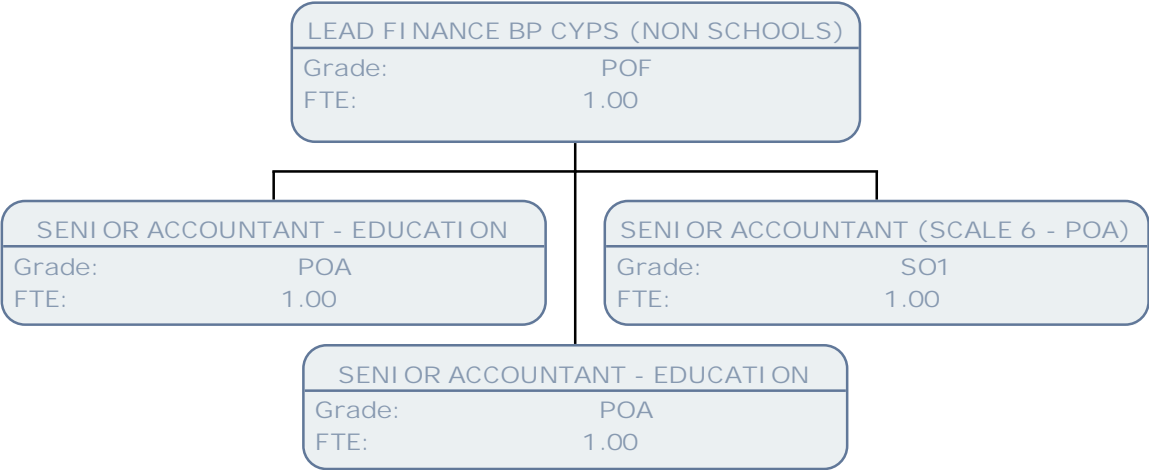 LEAD FINANCE BP CYPS (NON SCHOOLS)
Grade: POF
FTE: 1.00
SENIOR ACCOUNTANT - EDUCATION
Grade: POA
FTE: 1.00
SENIOR ACCOUNTANT (SCALE 6 - POA)
Grade: SO1
FTE: 1.00
SENIOR ACCOUNTANT - EDUCATION
Grade: POA
FTE: 1.00